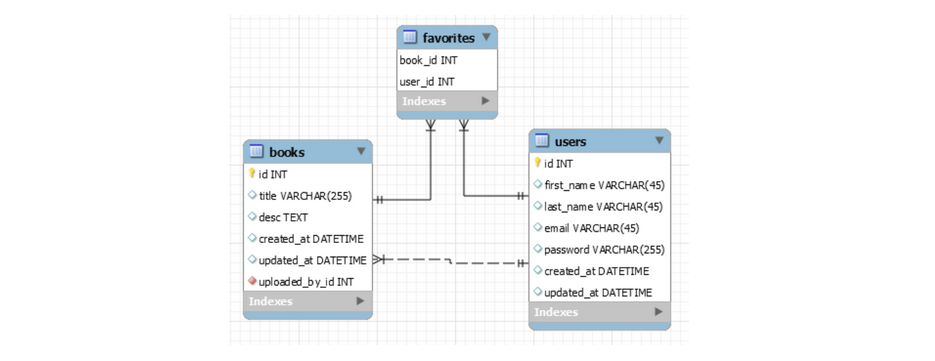 favorites
book_id INT
user_id INT
Indexes
books
id INT
title VARCHAR(255)
desc TEXT
created_at DATETIME
updated_at DATETIME
uploaded_by_id INT
Indexes
users
id INT
first_name VARCHAR(45)
last_name VARCHAR(45)
email VARCHAR(45)
password VARCHAR(255)
created_at DATETIME
updated_at DATETIME
Indexes